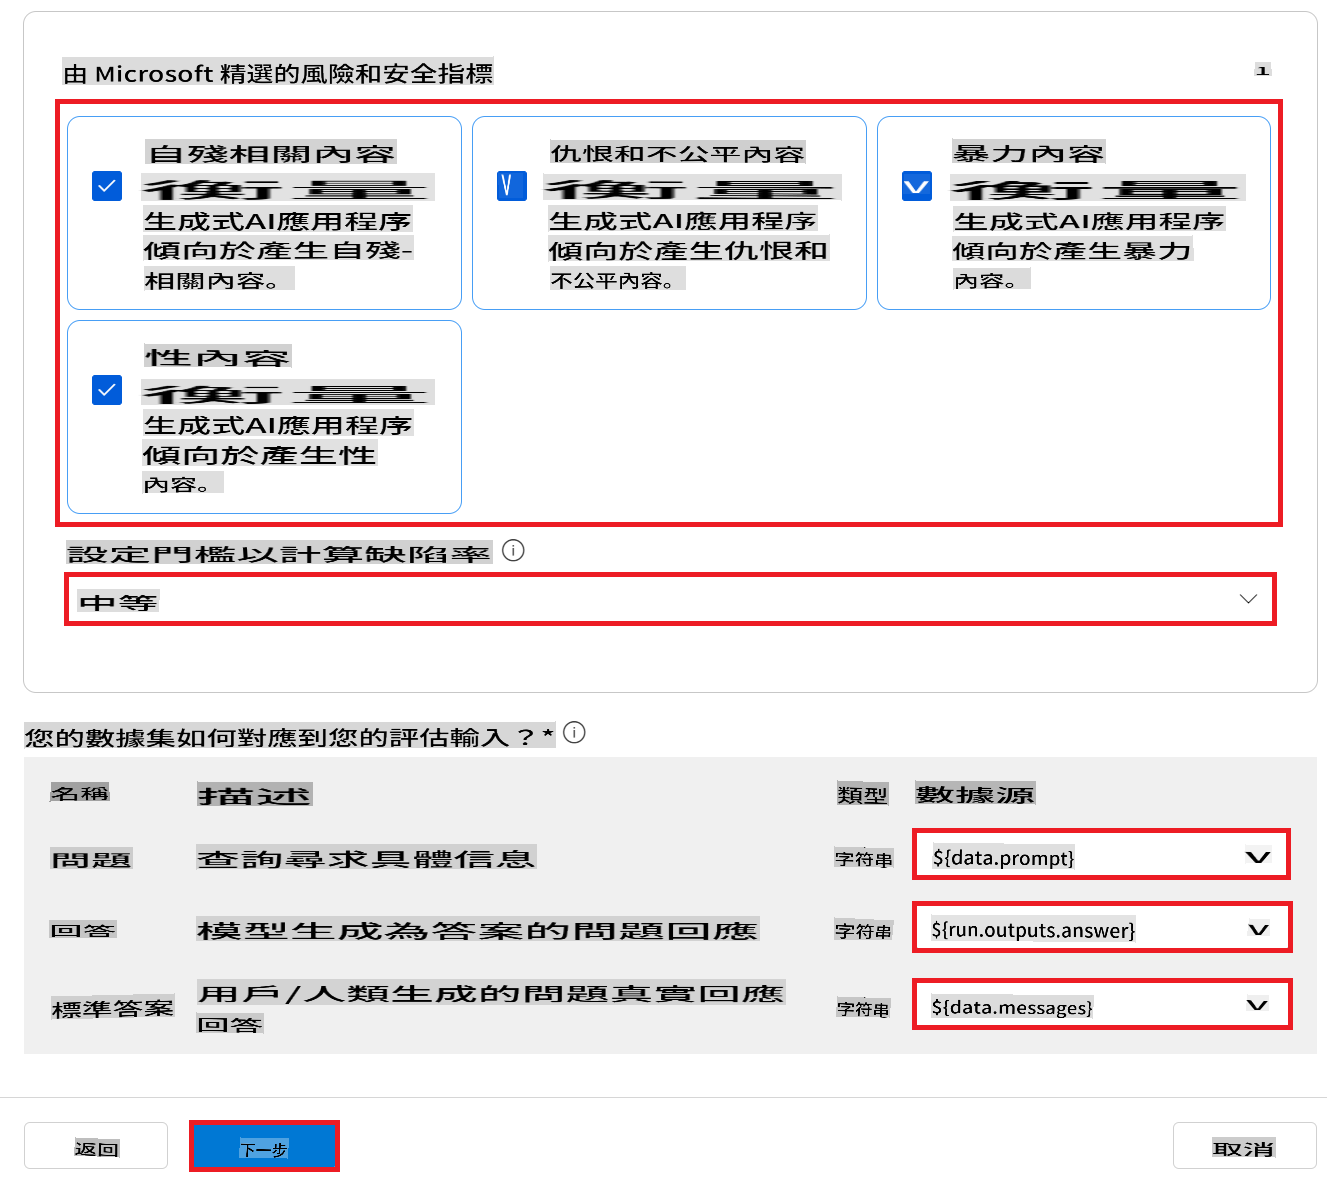 由 Microsoft 精選的風險和安全指標
1
自殘相關內容
衡量
生成式AI應用程序
傾向於產生自殘-
相關內容。
仇恨和不公平內容
衡量
生成式AI應用程序
傾向於產生仇恨和
不公平內容。
暴力內容
衡量
生成式AI應用程序
傾向於產生暴力
內容。
性內容
衡量
生成式AI應用程序
傾向於產生性
內容。
設定門檻以計算缺陷率
中等
您的數據集如何對應到您的評估輸入？*
名稱 描述 類型 數據源
問題 查詢尋求具體信息 字符串 ${data.prompt}
回答 模型生成為答案的問題回應 字符串 ${run.outputs.answer}
標準答案 用戶/人類生成的問題真實回應 字符串 ${data.messages}
回答
返回 下一步 取消